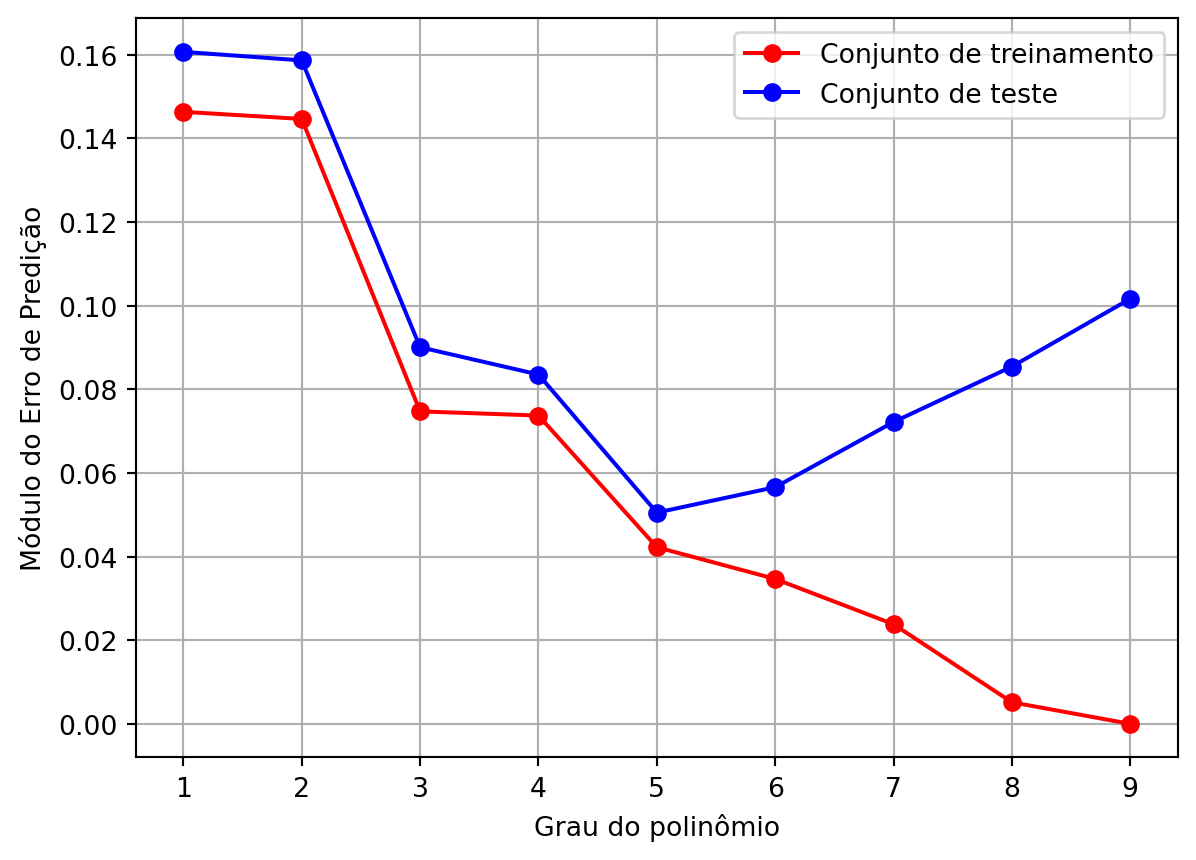 0.16
0.14
0.12
0.10
0.08
0.06
0.04
0.02
0.00
Módulo do Erro de Predição
Conjunto de treinamento
Conjunto de teste
1 2 3 4 5 6 7 8 9
Grau do polinômio